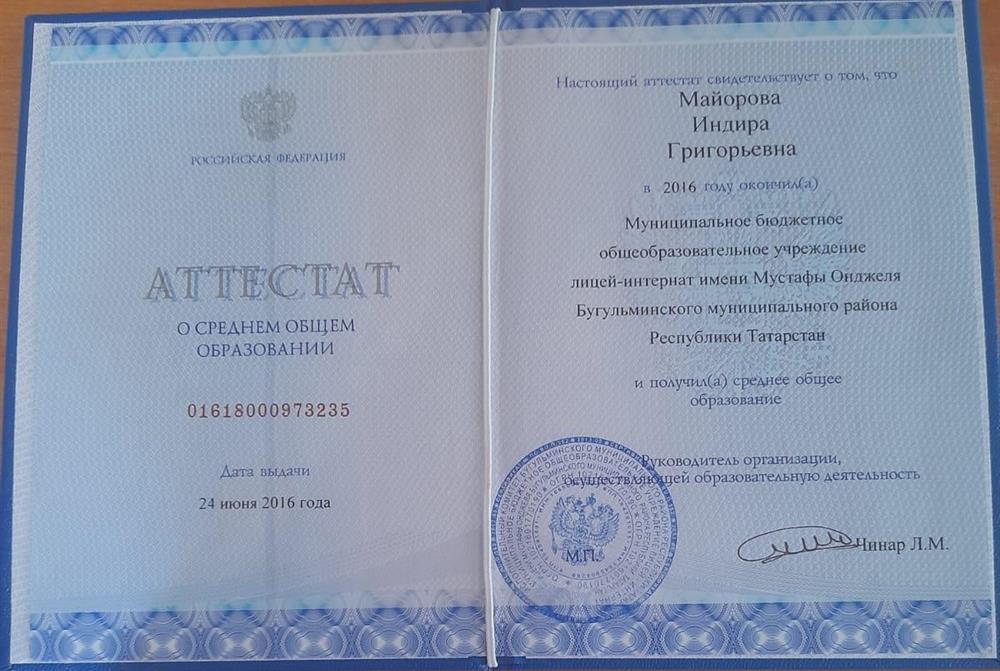 РОССИЙСКАЯ ФЕДЕРАЦИЯ
АТТЕСТАТ
О СРЕДНЕМ ОБЩЕМ
ОБРАЗОВАНИИ
01618000973235
Дата выдачи
24 июня 2016 года
Настоящий аттестат свидетельствует о том, что
Майорова
Индира
Григорьевна
в 2016 году окончил(а)
Муниципальное бюджетное
общеобразовательное учреждение
лицей-интернат имени Мустафы Онджеля
Бугульминского муниципального района
Республики Татарстан
и получил(а) среднее общее
образование
Руководитель организации,
осуществляющей образовательную деятельность
М.П.
Чинар Л.М.